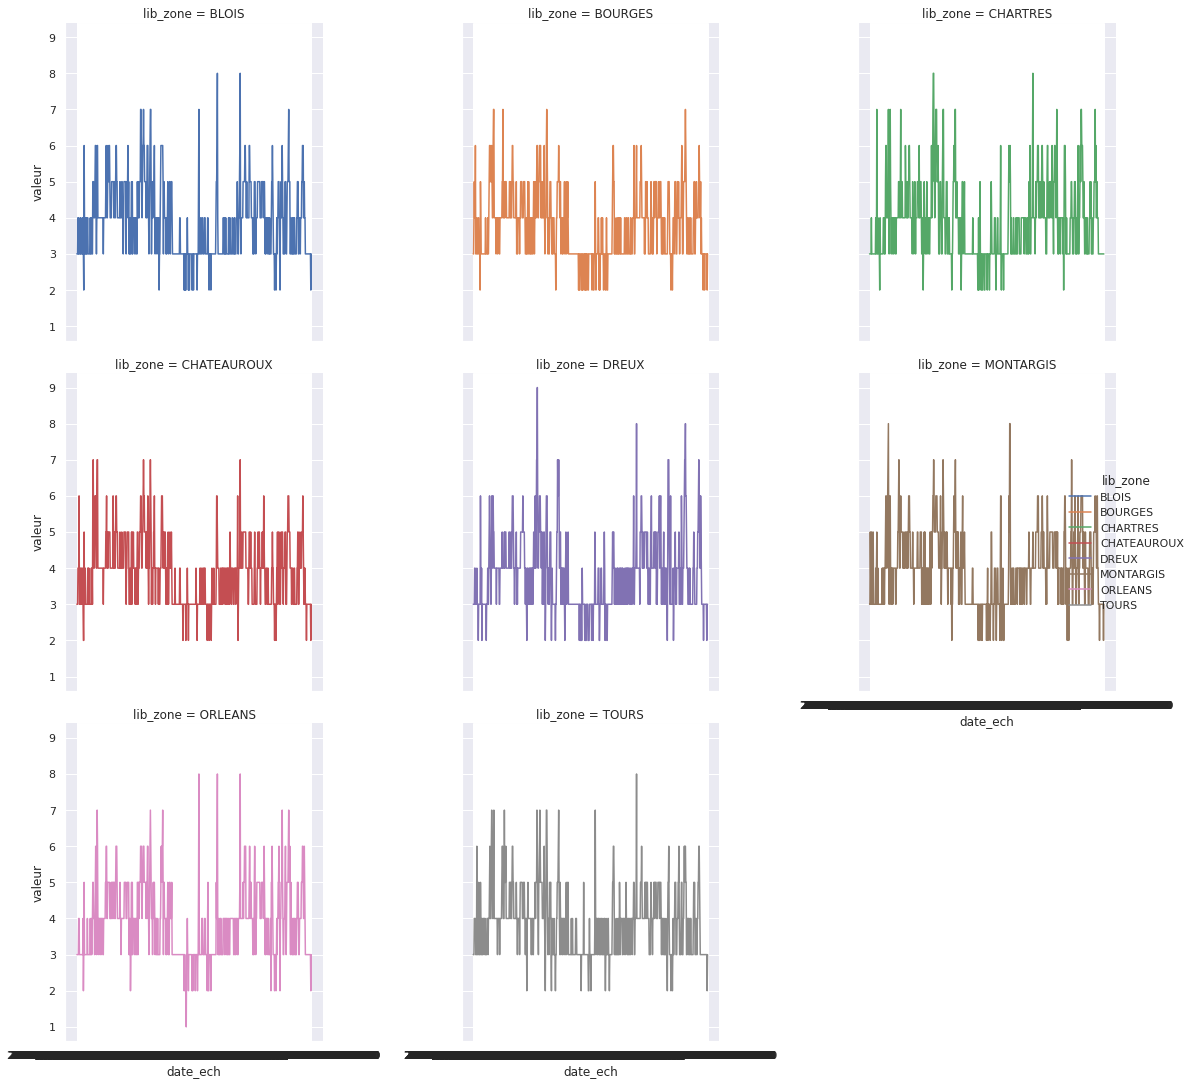 lib_zone = BLOIS
lib_zone = BOURGES
lib_zone = CHARTRES
9
8
7
6
5
4
3
2
1
valeur
lib_zone = CHATEAUROUX
lib_zone = DREUX
lib_zone = MONTARGIS
9
8
7
6
5
4
3
2
1
valeur
lib_zone
BLOIS
BOURGES
CHARTRES
CHATEAUROUX
DREUX
MONTARGIS
ORLEANS
TOURS
date_ech
lib_zone = ORLEANS
lib_zone = TOURS
9
8
7
6
5
4
3
2
1
valeur
date_ech
date_ech